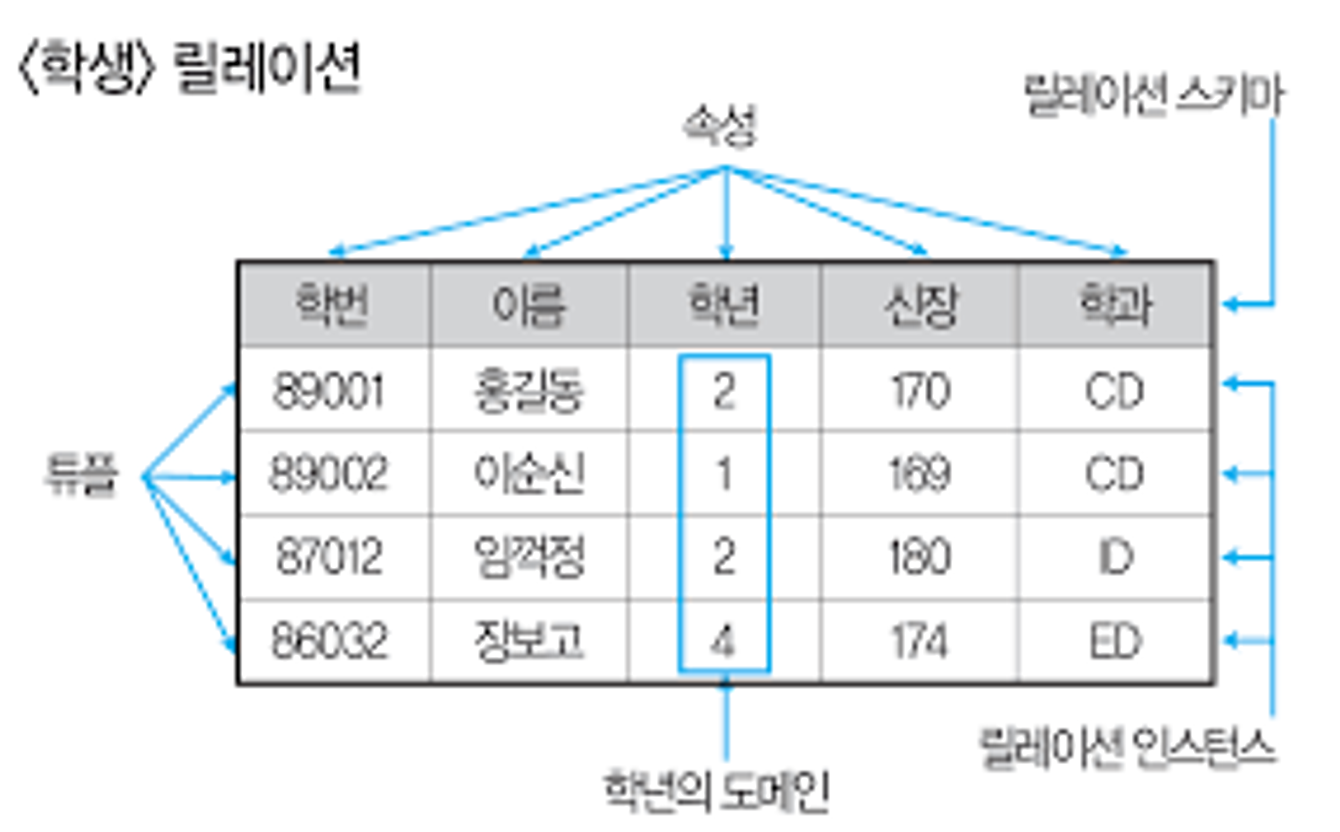 <학생> 릴레이션
릴레이션 스키마
속성
학번 이름 학년 신장 학과
89001 홍길동 2 170 CD
튜플
89002 이순신 1 169 CD
87012 임꺽정 2 180 ID
86032 장보고 4 174 ED
릴레이션 인스턴스
학년의 도메인